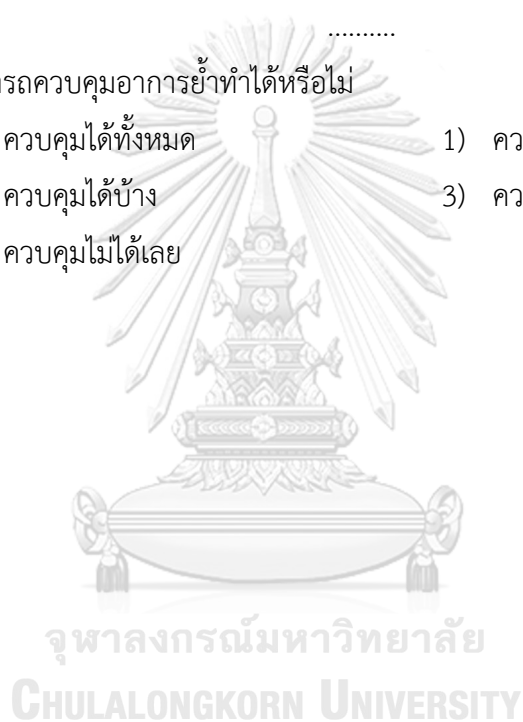 ..........
รถควบคุมอาการย้ำทำได้หรือไม่
ควบคุมได้ทั้งหมด 1) คว
ควบคุมได้บ้าง 3) คว
ควบคุมไม่ได้เลย
จุฬาลงกรณ์มหาวิทยาลัย
CHULALONGKORN UNIVERSITY